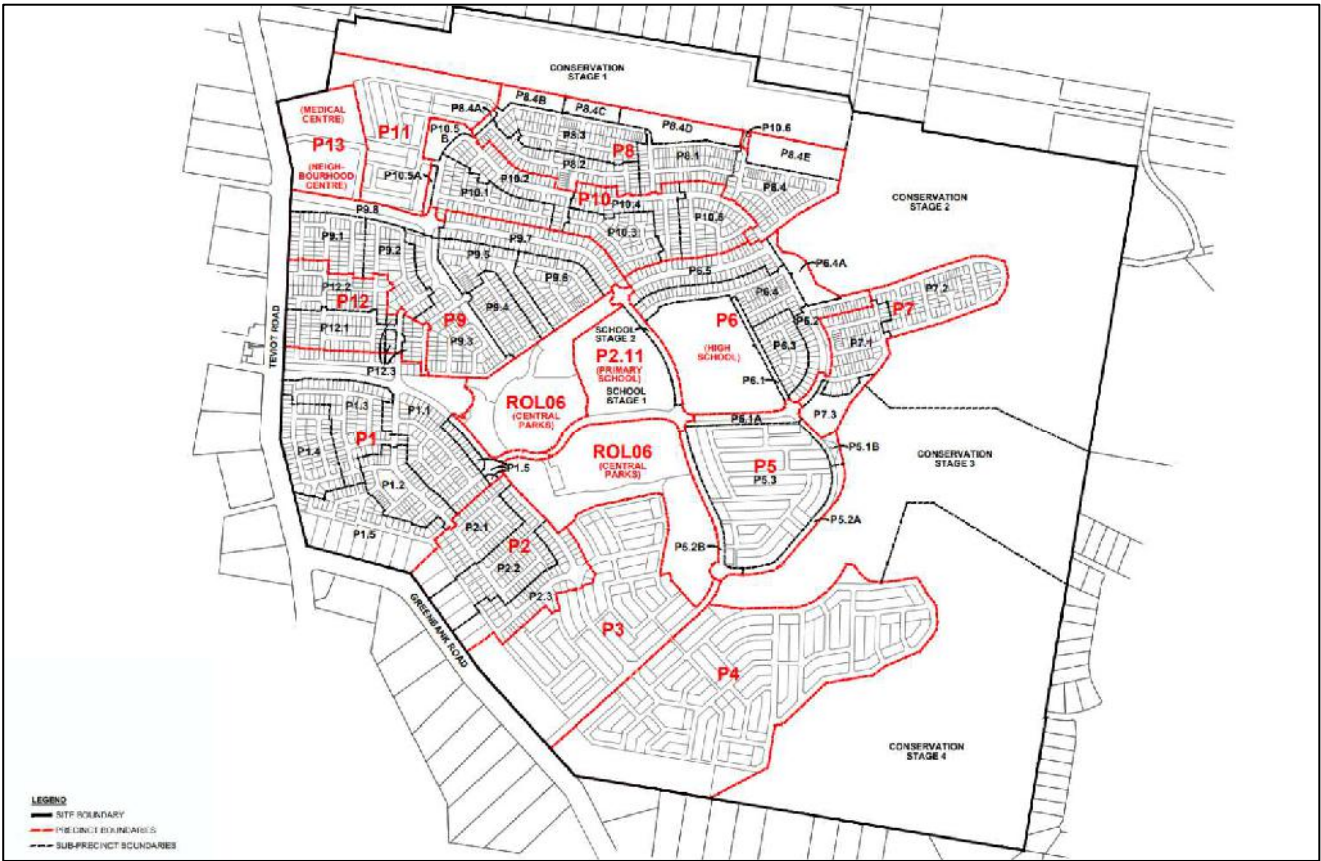 CONSERVATION
STAGE 1
P8.4A
P8.4B
P8.4C
P8.4D
P10.6
P8.4E
(MEDICAL
CENTRE)
P13
(NEIGH-
BOURHOOD
CENTRE)
P11
P10.5
B
P8.3
P8
P8.2
P8.1
P8.4
P10.5A
P10.1
P10.2
P10
P10.4
P10.3
P10.5
CONSERVATION
STAGE 2
P9.8
P9.1
P9.2
P9.7
P9.5
P9.6
P9.4
P6.5
P6.4A
P6.4
P7.2
P7
P12.2
P12
P12.1
P9
P9.3
P6.2
P6.3
P7.1
P6
(HIGH
SCHOOL)
P6.1
SCHOOL
STAGE 2
P2.11
(PRIMARY
SCHOOL)
SCHOOL
STAGE 1
TEVIOT ROAD
P12.3
ROL06
(CENTRAL
PARKS)
P7.3
P1.3
P1.1
P1
P1.4
P1.2
P1.5
P1.5
ROL06
(CENTRAL
PARKS)
P5.1B
P5
P5.3
P5.2A
P5.2B
CONSERVATION
STAGE 3
P2.1
P2
P2.2
P2.3
GREENBANK ROAD
P3
P4
CONSERVATION
STAGE 4
LEGEND
SITE BOUNDARY
PRECINCT BOUNDARIES
SUB-PRECINCT BOUNDARIES